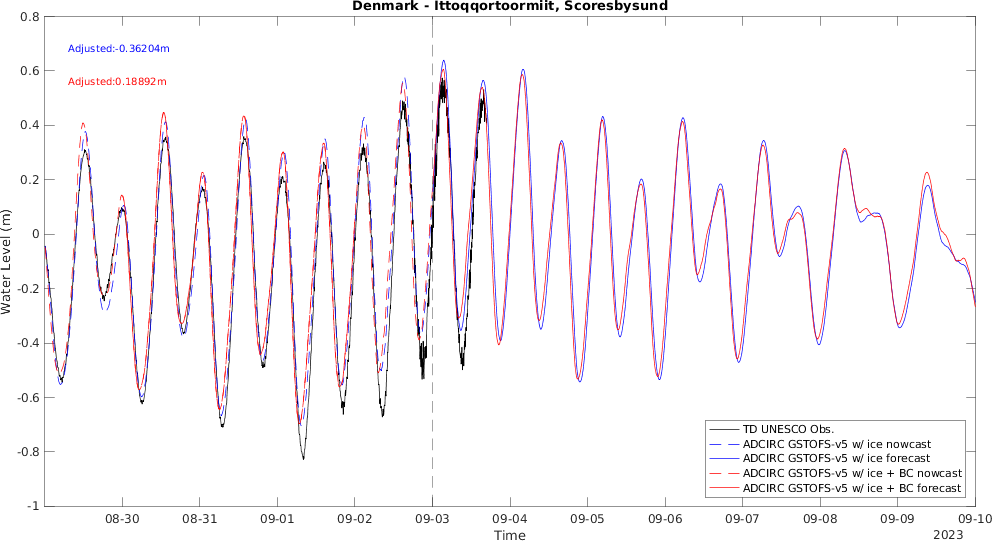 Denmark - Ittoqqortoormiit, Scoresbysund
Adjusted:-0.36204m
Adjusted:0.18892m
Water Level (m)
0.8
0.6
0.4
0.2
0
-0.2
-0.4
-0.6
-0.8
-1
TD UNESCO Obs.
ADCIRC GSTOFS-v5 w/ ice nowcast
ADCIRC GSTOFS-v5 w/ ice forecast
ADCIRC GSTOFS-v5 w/ ice + BC nowcast
ADCIRC GSTOFS-v5 w/ ice + BC forecast
08-30 08-31 09-01 09-02 09-03 09-04 09-05 09-06 09-07 09-08 09-09 09-10
Time
2023